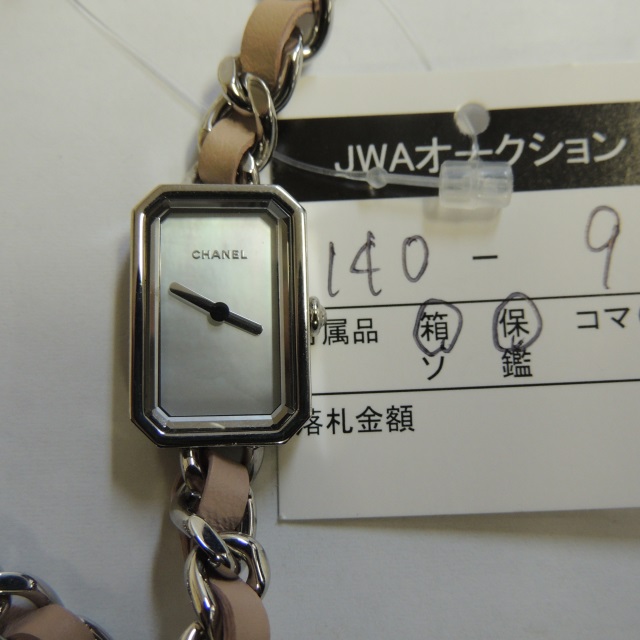 CHANEL
JWAオークション
140 - 9
属品 箱 保 コマ
ソ 鑑
落札金額